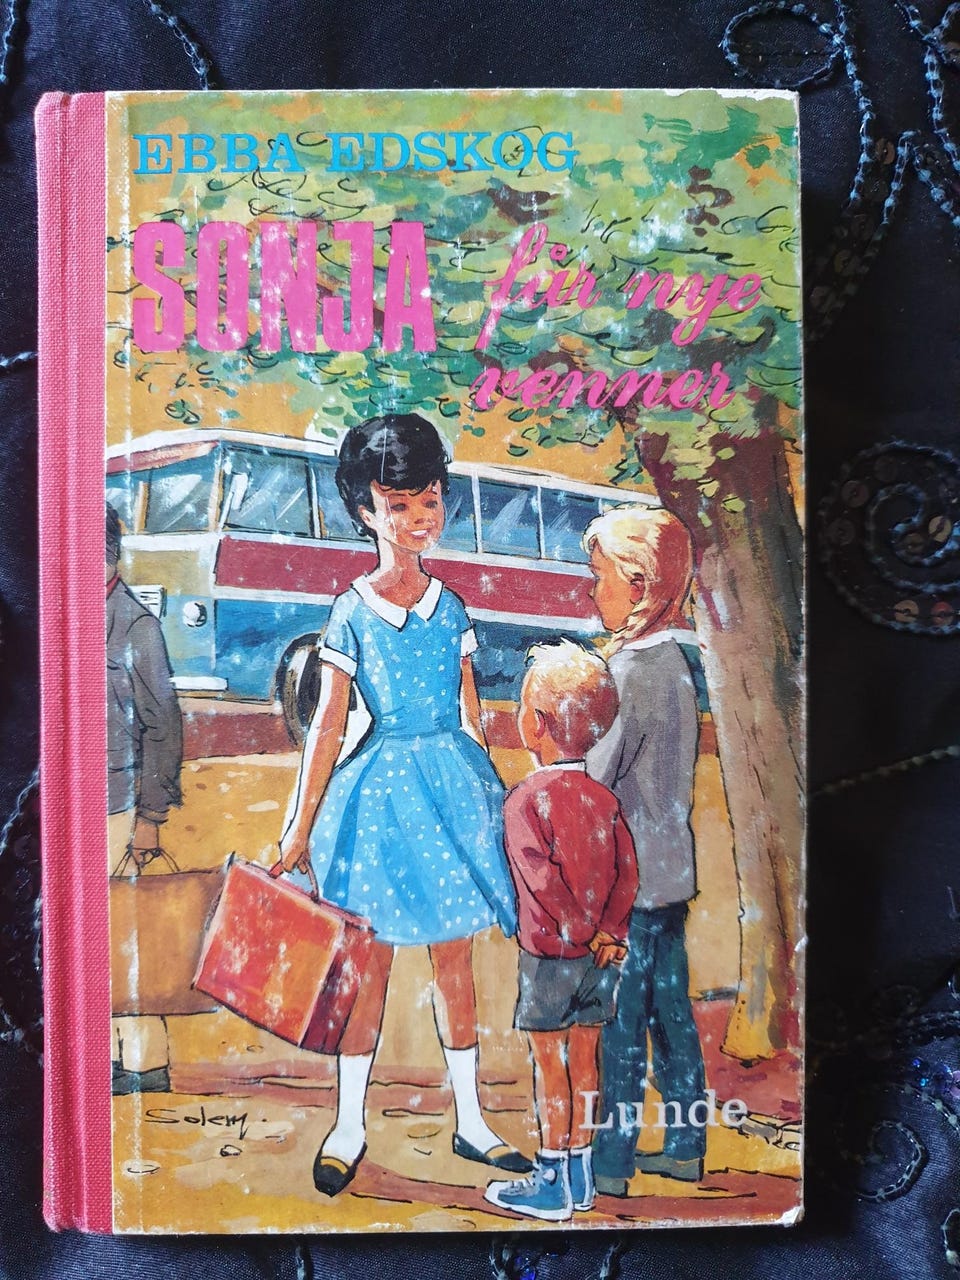 EBBA EDSKOG
SONJA får nye
venner
Solem.
Lunde